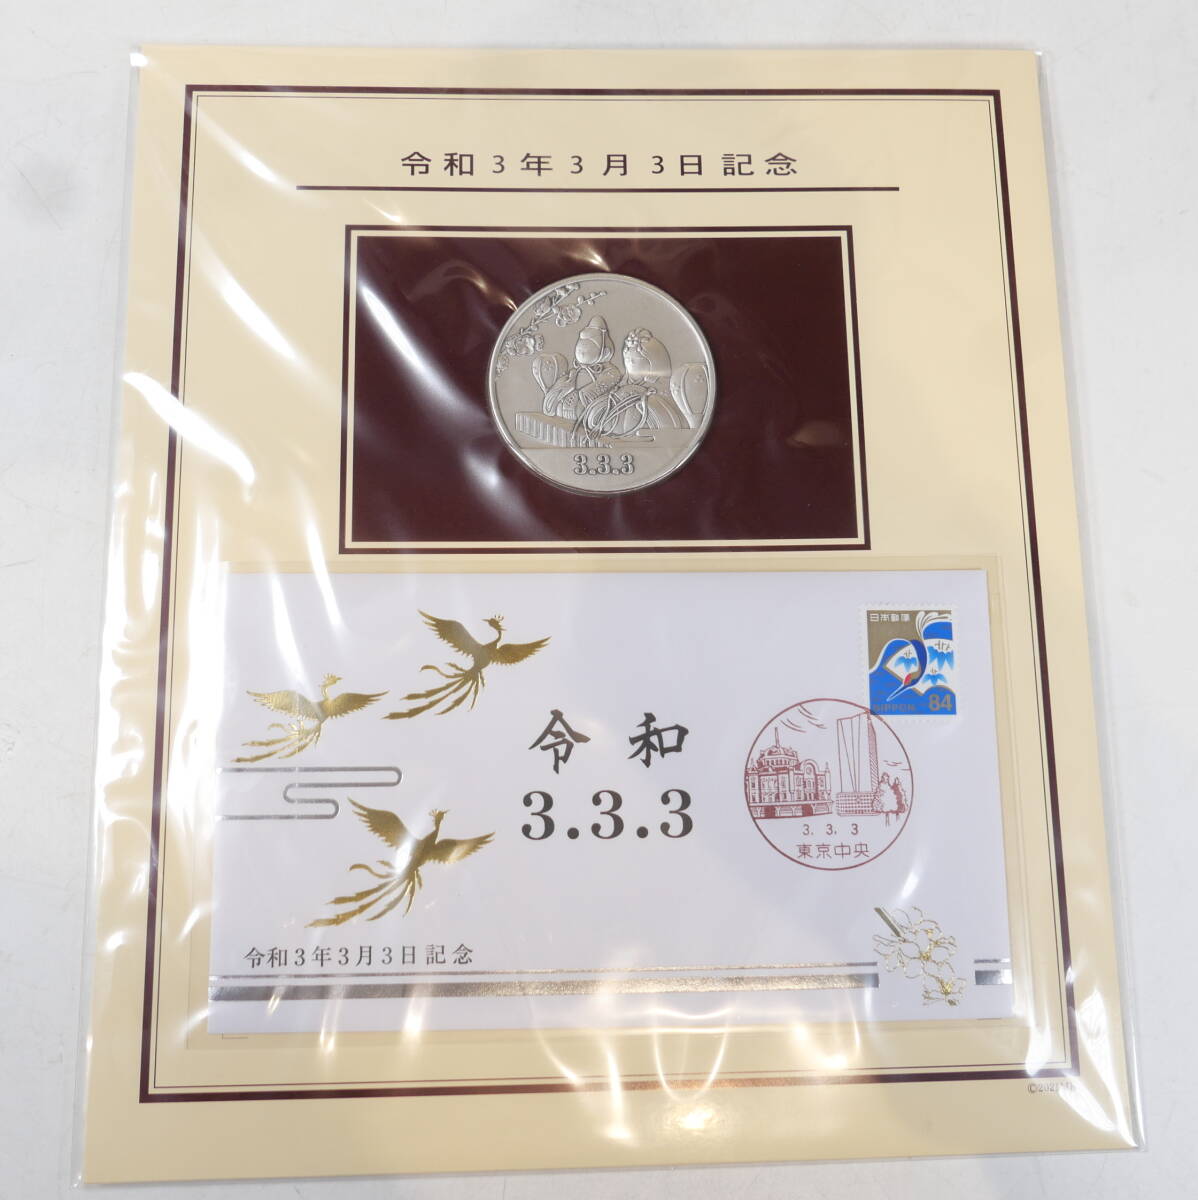 令和3年3月3日記念
3.3.3
日本郵便
NIPPON 84
令和
3.3.3
3. 3. 3
東京中央
令和3年3月3日記念